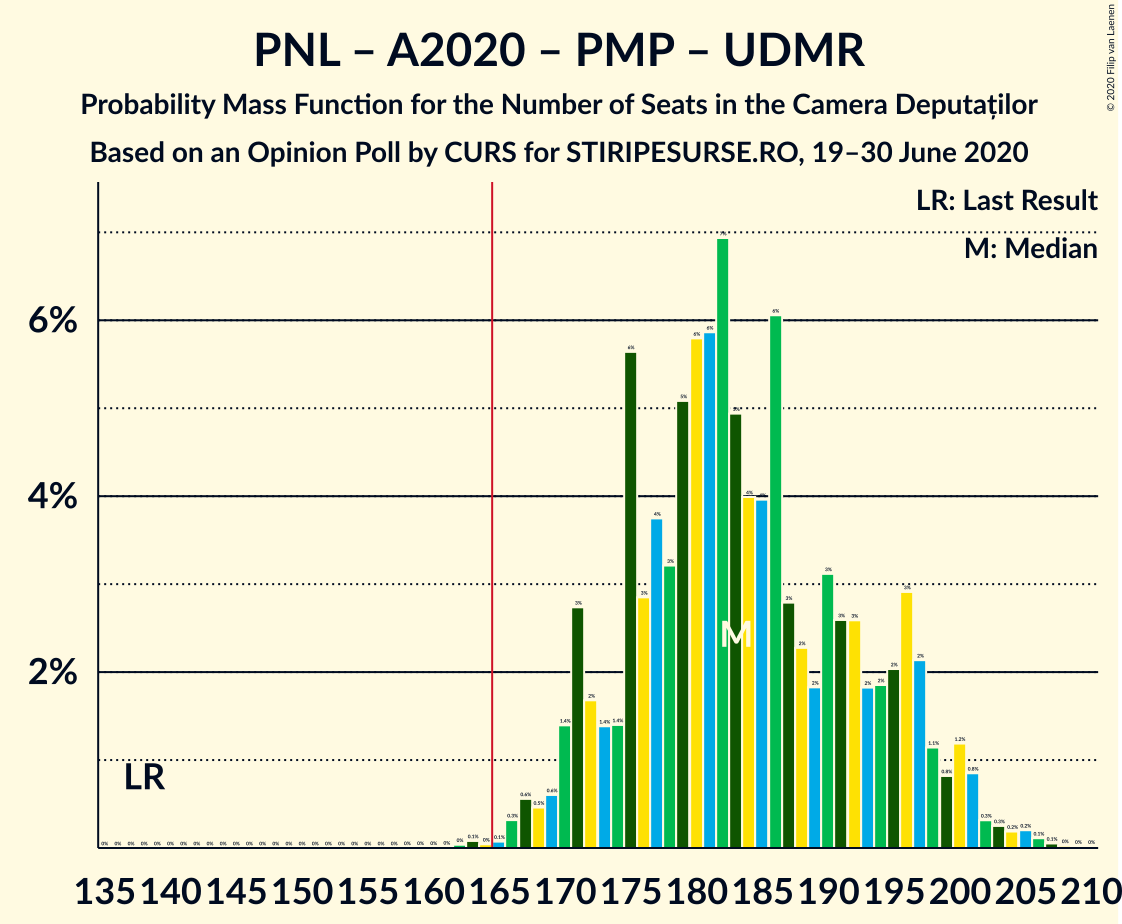 PNL – A2020 – PMP – UDMR
Probability Mass Function for the Number of Seats in the Camera Deputaților
Based on an Opinion Poll by CURS for STIRIPESURSE.RO, 19–30 June 2020
© 2020 Filip van Laenen
LR: Last Result
M: Median
6%
4%
2%
LR
M
135 140 145 150 155 160 165 170 175 180 185 190 195 200 205 210